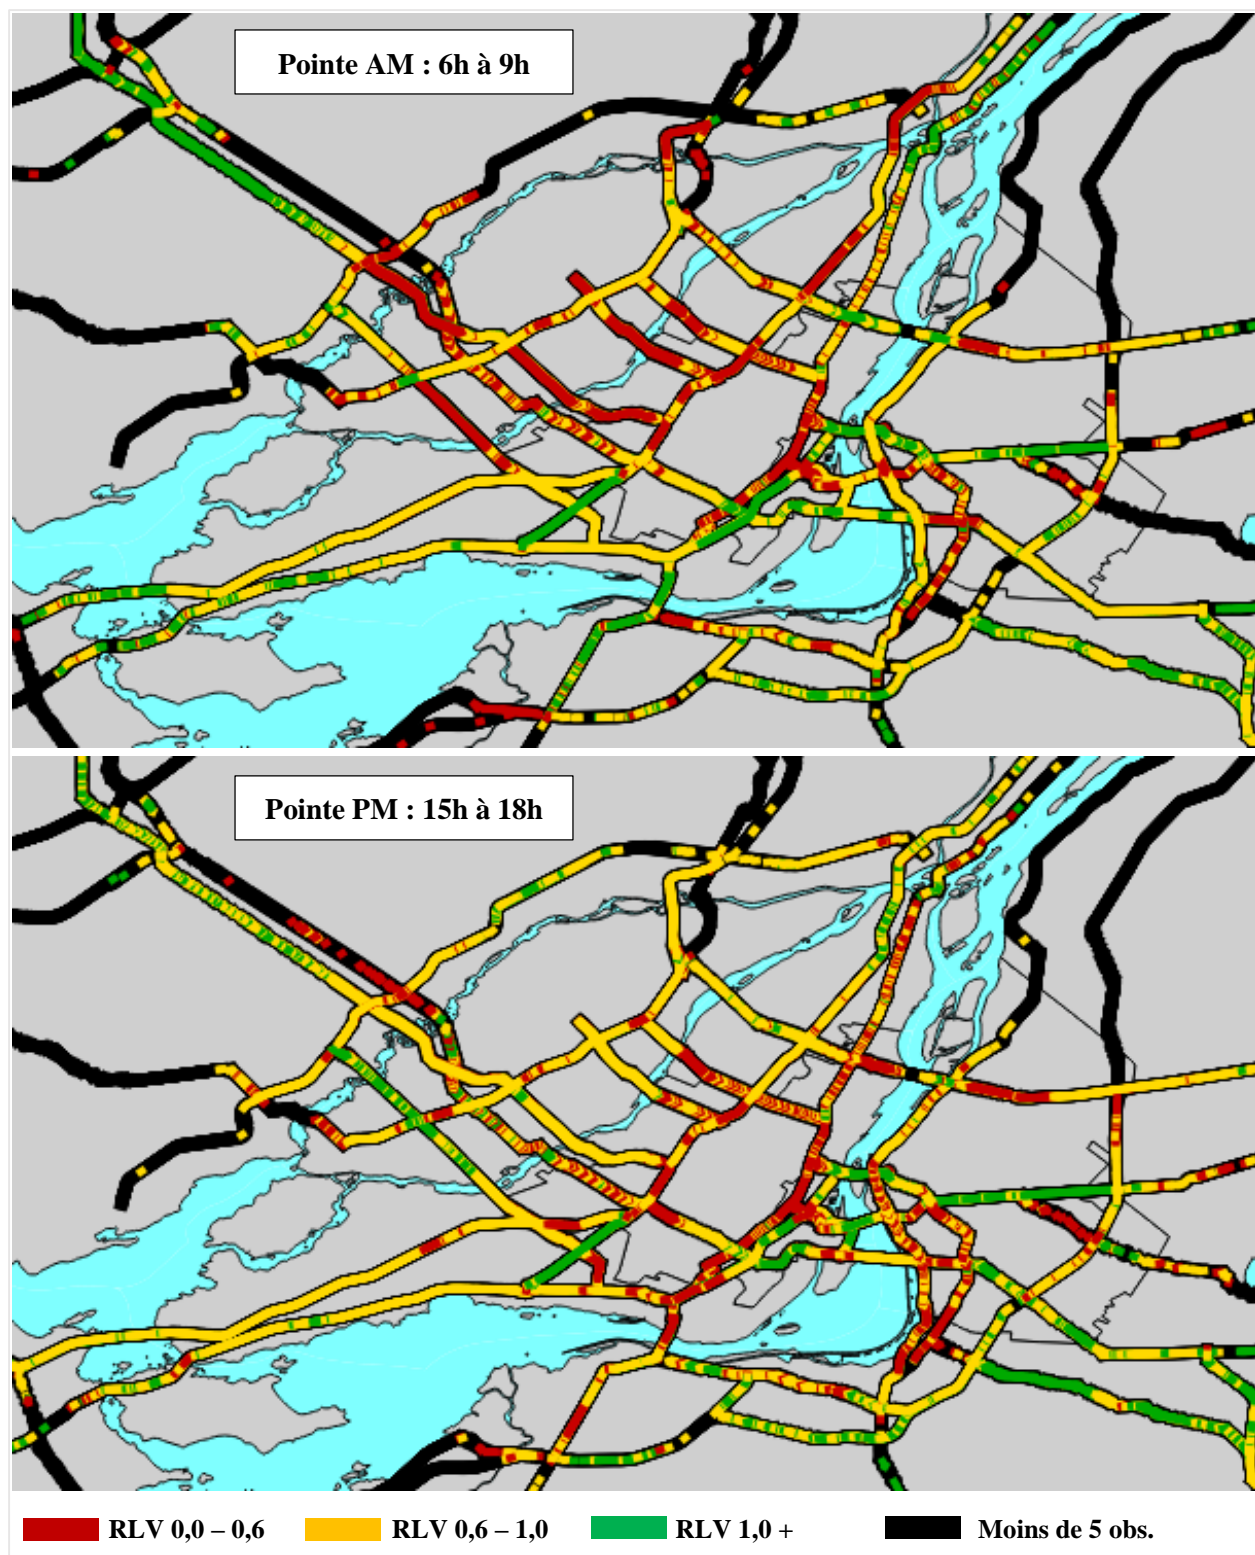 Pointe AM : 6h à 9h
Pointe PM : 15h à 18h
RLV 0,0 – 0,6 RLV 0,6 – 1,0 RLV 1,0 + Moins de 5 obs.